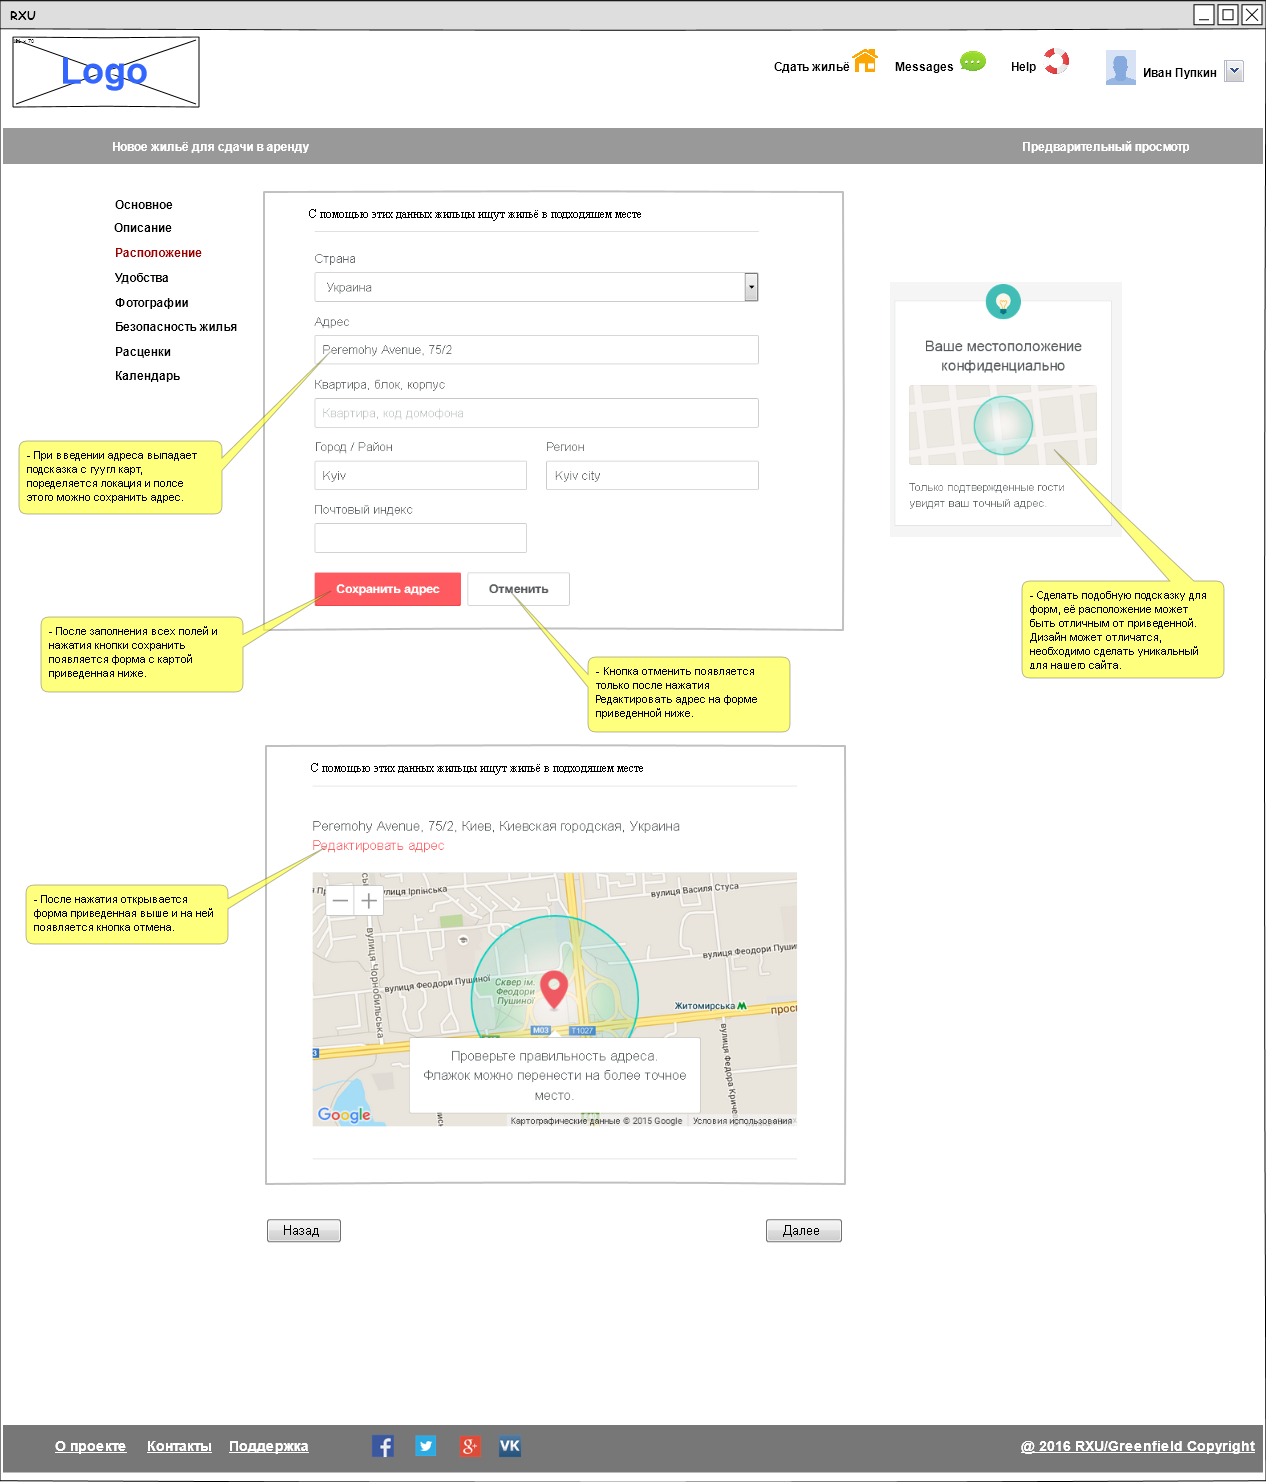 RXU
Logo
Сдать жильё
Messages
Help
Иван Пупкин
Новое жильё для сдачи в аренду
Предварительный просмотр
Основное
Описание
Расположение
Удобства
Фотографии
Безопасность жилья
Расценки
Календарь
С помощью этих данных жильцы ищут жильё в подходяшем месте
Страна
Украина
Адрес
Peremohy Avenue, 75/2
Квартира, блок, корпус
Квартира, код домофона
Город / Район
Регион
Kyiv
Kyiv city
Почтовый индекс
Сохранить адрес
Отменить
Ваше местоположение
конфиденциально
Только подтвержденные гости
увидят ваш точный адрес.
- При введении адреса выпадает
подсказка с гуугл карт,
поределяется локация и полсе
этого можно сохранить адрес.
- После заполнения всех полей и
нажатия кнопки сохранить
появляется форма с картой
приведенная ниже.
- Кнопка отменить появляется
только после нажатия
Редактировать адрес на форме
приведенной ниже.
- Сделать подобную подсказку для
форм, её расположение может
быть отличным от приведенной.
Дизайн может отличатся,
необходимо сделать уникальный
для нашего сайта.
С помощью этих данных жильцы ищут жильё в подходяшем месте
Peremohy Avenue, 75/2, Киев, Киевская городская, Украина
Редактировать адрес
- После нажатия открывается
форма приведенная выше и на ней
появляется кнопка отмена.
вулиця Ірпінська
вулиця Василя Стуса
вулиця Чорнобильська
вулиця Феодори Пушиної
вулиця Феодори Пушиної
Сквер ім.
Феодори
Пушиної
Житомирська
M03
T1027
вулиця Федора Кричев
Проверьте правильность адреса.
Флажок можно перенести на более точное
место.
Google
Картографические данные © 2015 Google
Условия использования
Назад
Далее
О проекте
Контакты
Поддержка
VK
@ 2016 RXU/Greenfield Copyright